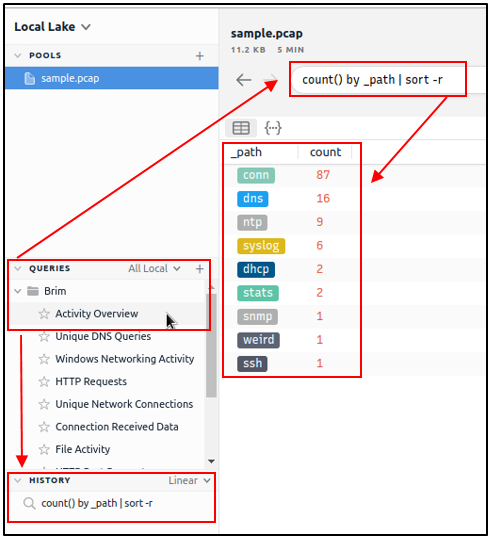 Local Lake
POOLS +
sample.pcap
QUERIES All Local +
Brim
Activity Overview
Unique DNS Queries
Windows Networking Activity
HTTP Requests
Unique Network Connections
Connection Received Data
File Activity
HISTORY Linear
count() by _path | sort -r
sample.pcap
11.2 KB 5 MIN
count() by _path | sort -r
{···}
_path count
conn 87
dns 16
ntp 9
syslog 6
dhcp 2
stats 2
snmp 1
weird 1
ssh 1